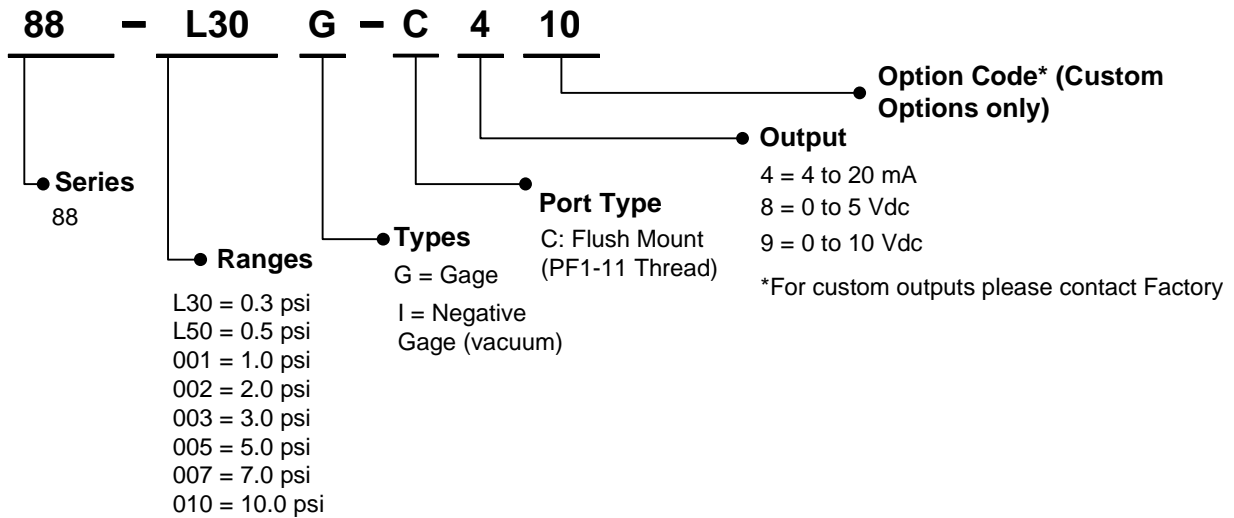 88 – L30 G – C 4 10
Option Code* (Custom
Options only)
Output
4 = 4 to 20 mA
8 = 0 to 5 Vdc
9 = 0 to 10 Vdc
*For custom outputs please contact Factory
Port Type
C: Flush Mount
(PF1-11 Thread)
Types
G = Gage
I = Negative
Gage (vacuum)
Ranges
L30 = 0.3 psi
L50 = 0.5 psi
001 = 1.0 psi
002 = 2.0 psi
003 = 3.0 psi
005 = 5.0 psi
007 = 7.0 psi
010 = 10.0 psi
Series
88